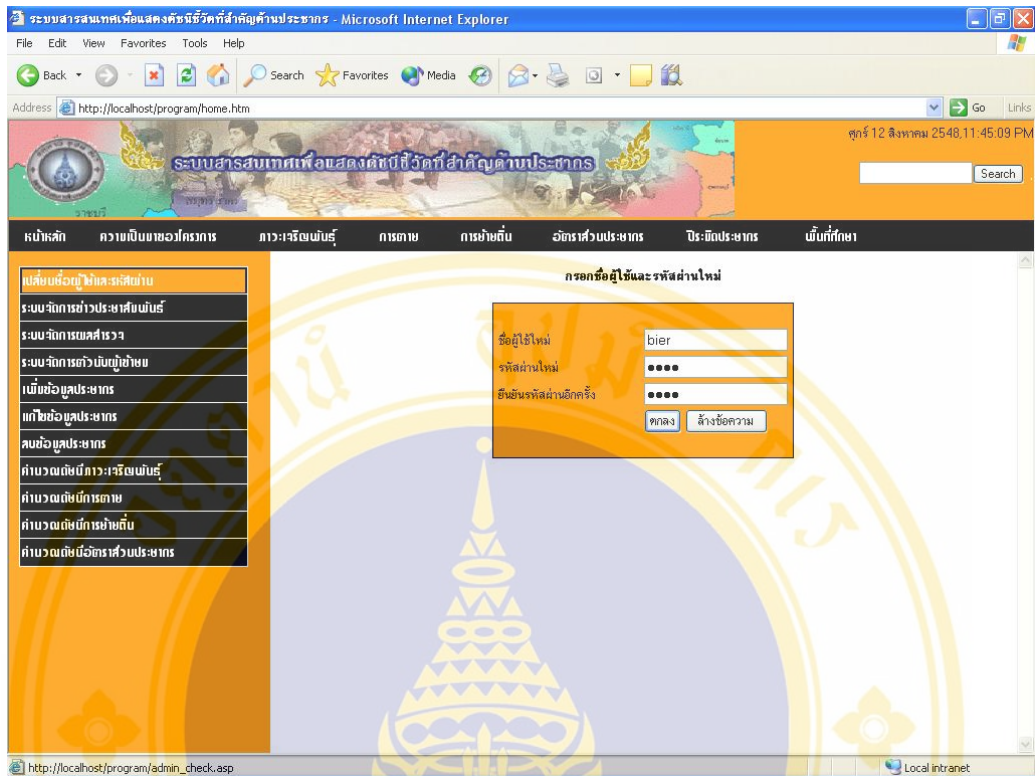 ระบบสารสนเทศเพื่อแสดงดัชนีชี้วัดที่สำคัญด้านประชากร - Microsoft Internet Explorer
File Edit View Favorites Tools Help
Back Search Favorites Media
Address http://localhost/program/home.htm Go Links
ศุกร์ 12 สิงหาคม 2548,11:45:09 PM
ระบบสารสนเทศเพื่อแสดงดัชนีชี้วัดที่สำคัญด้านประชากร
Search
ราชบุรี
หน้าหลัก ความเป็นมาของโครงการ ภาวะเจริญพันธุ์ การตาย การย้ายถิ่น อัตราส่วนประชากร ปิระมิดประชากร พื้นที่ศึกษา
เปลี่ยนชื่อผู้ใช้และรหัสผ่าน
ระบบจัดการข่าวประชาสัมพันธ์
ระบบจัดการผลสำรวจ
ระบบจัดการตัวนับผู้เข้าชม
เพิ่มข้อมูลประชากร
แก้ไขข้อมูลประชากร
ลบข้อมูลประชากร
คำนวณดัชนีภาวะเจริญพันธุ์
คำนวณดัชนีการตาย
คำนวณดัชนีการย้ายถิ่น
คำนวณดัชนีอัตราส่วนประชากร
กรอกชื่อผู้ใช้และรหัสผ่านใหม่
ชื่อผู้ใช้ใหม่ bier
รหัสผ่านใหม่ ●●●●
ยืนยันรหัสผ่านอีกครั้ง ●●●●
ตกลง ล้างข้อความ
http://localhost/program/admin_check.asp Local intranet